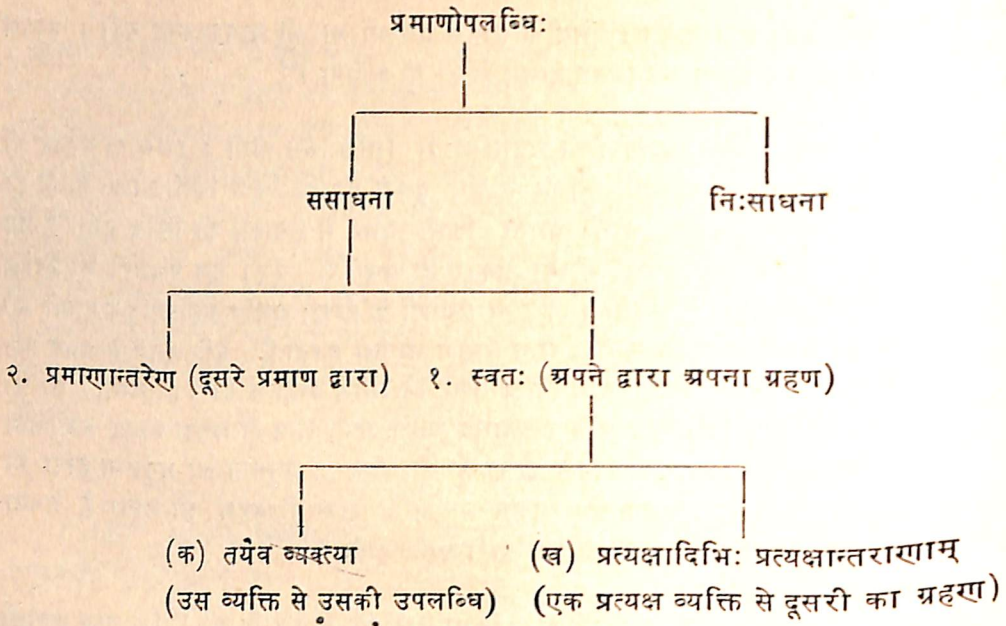 प्रमाणोपलब्धिः
ससाधना निःसाधना
२. प्रमाणान्तरेण (दूसरे प्रमाण द्वारा) १. स्वतः (अपने द्वारा अपना ग्रहण)
(क) तयैव व्यक्त्या (ख) प्रत्यक्षादिभिः प्रत्यक्षान्तराणाम्
(उस व्यक्ति से उसकी उपलब्धि) (एक प्रत्यक्ष व्यक्ति से दूसरी का ग्रहण)